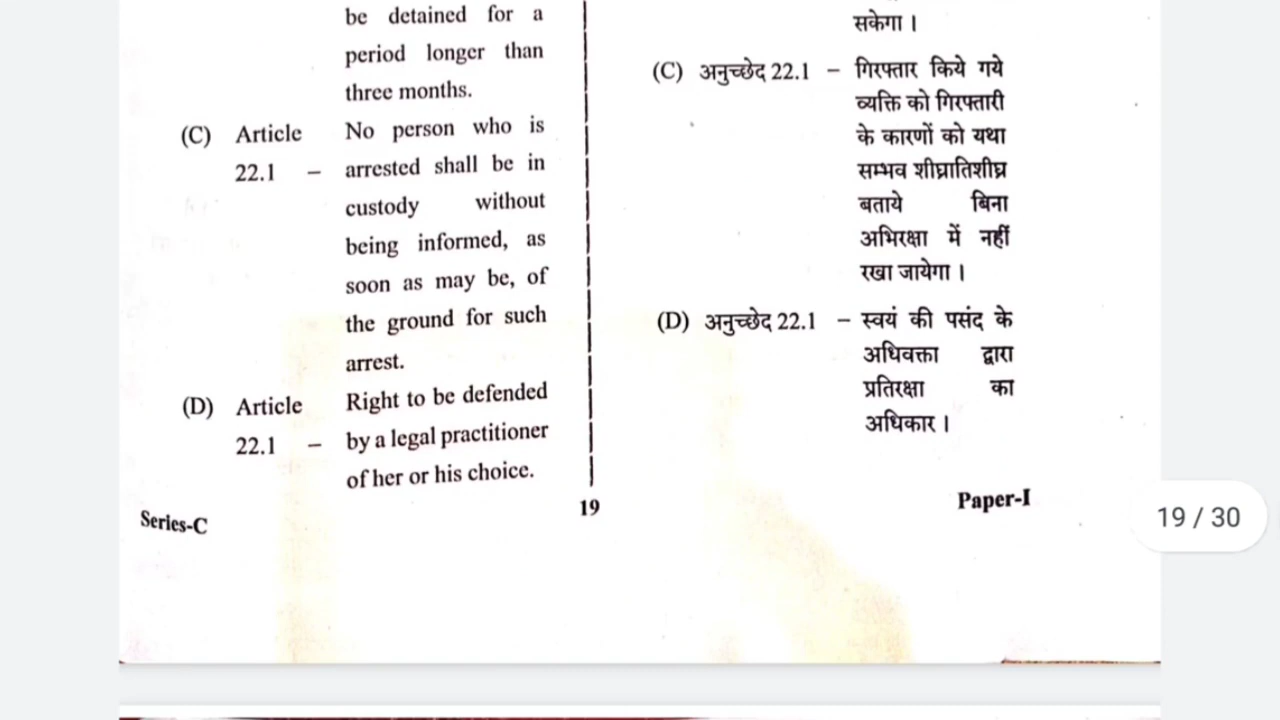 be detained for a
period longer than
three months.
(C) Article No person who is
22.1 – arrested shall be in
custody without
being informed, as
soon as may be, of
the ground for such
arrest.
(D) Article Right to be defended
22.1 – by a legal practitioner
of her or his choice.
सकेगा ।
(C) अनुच्छेद 22.1 – गिरफ्तार किये गये
व्यक्ति को गिरफ्तारी
के कारणों को यथा
सम्भव शीघ्रातिशीघ्र
बताये बिना
अभिरक्षा में नहीं
रखा जायेगा ।
(D) अनुच्छेद 22.1 – स्वयं की पसंद के
अधिवक्ता द्वारा
प्रतिरक्षा का
अधिकार ।
Series-C
19
Paper-I
19 / 30